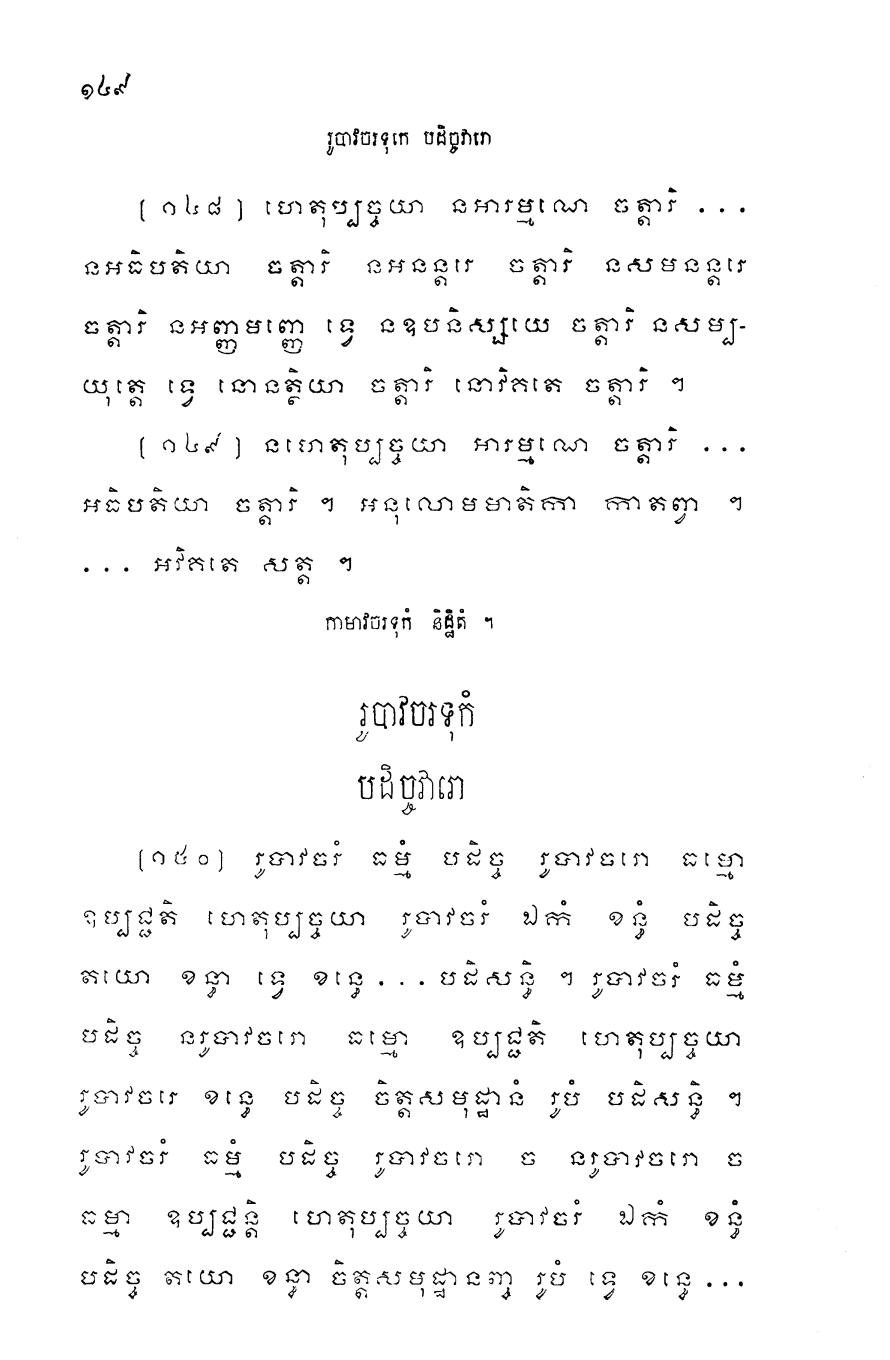 ១៤៩
រូបាវចរទុកេ បដិច្ចវារោ
[ ១៤៨ ] ហេតុប្បច្ចយា នអារម្មណេ ចត្តារិ ...
នអធិបតិយា ចត្តារិ នអនន្តរេ ចត្តារិ នសមនន្តរេ
ចត្តារិ នអញ្ញមញ្ញេ ទ្វេ នឧបនិស្សយេ ចត្តារិ នសម្ប-
យុត្តេ ទ្វេ នោនត្ថិយា ចត្តារិ នោវិគតេ ចត្តារិ ។
[ ១៤៩ ] នហេតុប្បច្ចយា អារម្មណេ ចត្តារិ ...
អធិបតិយា ចត្តារិ ។ អនុលោមមាតិកា កាតព្វា ។
... អវិគតេ សត្ត ។
កាមាវចរទុកំ និដ្ឋិតំ ។
រូបាវចរទុកំ
បដិច្ចវារោ
[១៥០] រូបាវចរំ ធម្មំ បដិច្ច រូបាវចរោ ធម្មោ
ឧប្បជ្ជតិ ហេតុប្បច្ចយា រូបាវចរំ ឯកំ ខន្ធំ បដិច្ច
តយោ ខន្ធា ទ្វេ ខន្ធេ ... បដិសន្ធិ ។ រូបាវចរំ ធម្មំ
បដិច្ច នរូបាវចរោ ធម្មោ ឧប្បជ្ជតិ ហេតុប្បច្ចយា
រូបាវចរេ ខន្ធេ បដិច្ច ចិត្តសមុដ្ឋានំ រូបំ បដិសន្ធិ ។
រូបាវចរំ ធម្មំ បដិច្ច រូបាវចរោ ច នរូបាវចរោ ច
ធម្មា ឧប្បជ្ជន្តិ ហេតុប្បច្ចយា រូបាវចរំ ឯកំ ខន្ធំ
បដិច្ច តយោ ខន្ធា ចិត្តសមុដ្ឋានញ្ច រូបំ ទ្វេ ខន្ធេ ...